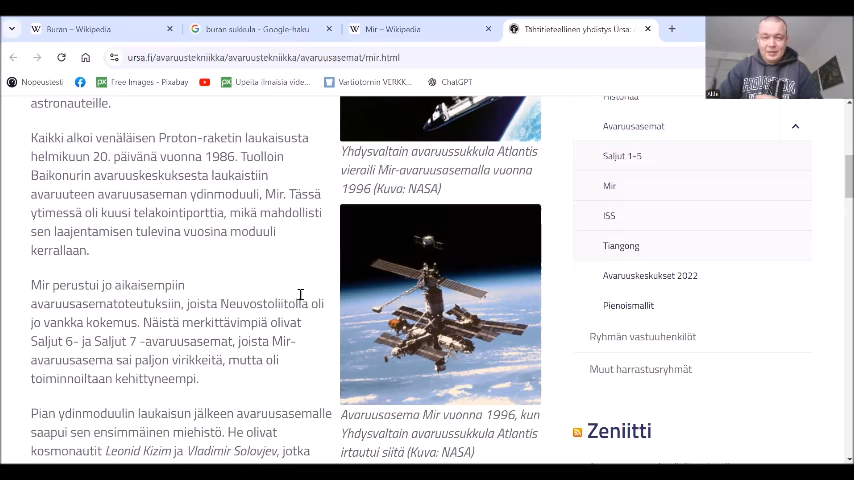 Buran – Wikipedia
buran sukkula - Google-haku
Mir – Wikipedia
Tähtitieteellinen yhdistys Ursa:
ursa.fi/avaruustekniikka/avaruustekniikka/avaruusasemat/mir.html
Nopeustesti
Free Images - Pixabay
Upeita ilmaisia vide...
Vartiotornin VERKK...
ChatGPT
astronauteille.
Kaikki alkoi venäläisen Proton-raketin laukaisusta
helmikuun 20. päivänä vuonna 1986. Tuolloin
Baikonurin avaruuskeskuksesta laukaistiin
avaruuteen avaruusaseman ydinmoduuli, Mir. Tässä
ytimessä oli kuusi telakointiporttia, mikä mahdollisti
sen laajentamisen tulevina vuosina moduuli
kerrallaan.
Mir perustui jo aikaisempiin
avaruusasematoteutuksiin, joista Neuvostoliitolla oli
jo vankka kokemus. Näistä merkittävimpiä olivat
Saljut 6- ja Saljut 7 -avaruusasemat, joista Mir-
avaruusasema sai paljon virikkeitä, mutta oli
toiminnoiltaan kehittyneempi.
Pian ydinmoduulin laukaisun jälkeen avaruusasemalle
saapui sen ensimmäinen miehistö. He olivat
kosmonautit Leonid Kizim ja Vladimir Solovjev, jotka
Yhdysvaltain avaruussukkula Atlantis
vieraili Mir-avaruusasemalla vuonna
1996 (Kuva: NASA)
Avaruusasema Mir vuonna 1996, kun
Yhdysvaltain avaruussukkula Atlantis
irtautui siitä (Kuva: NASA)
Historiaa
Avaruusasemat
Saljut 1-5
Mir
ISS
Tiangong
Avaruuskeskukset 2022
Pienoismallit
Ryhmän vastuuhenkilöt
Muut harrastusryhmät
Zeniitti